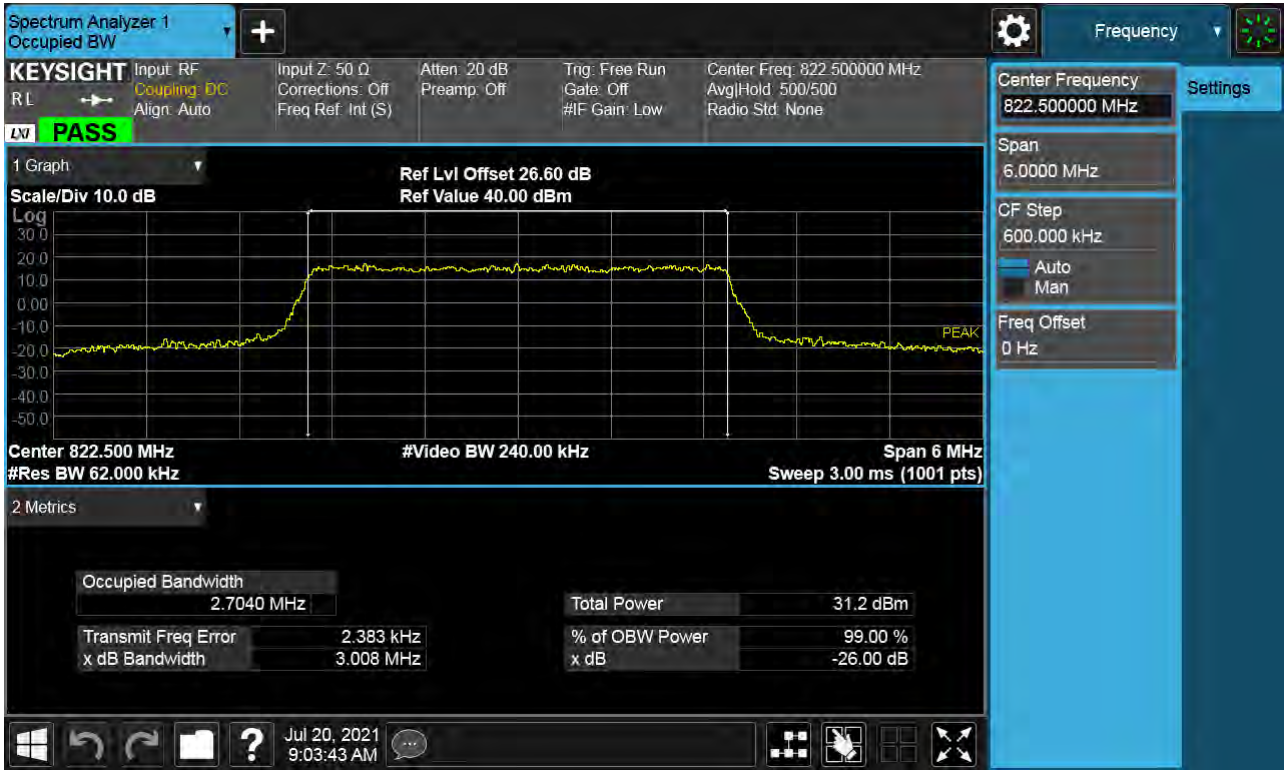 Spectrum Analyzer 1
Occupied BW
+
Frequency
KEYSIGHT
RL
LXI
PASS
Input: RF
Coupling: DC
Align: Auto
Input Z: 50 Ω
Corrections: Off
Freq Ref: Int (S)
Atten: 20 dB
Preamp: Off
Trig: Free Run
Gate: Off
#IF Gain: Low
Center Freq: 822.500000 MHz
Avg|Hold: 500/500
Radio Std: None
1 Graph
Scale/Div 10.0 dB
Ref Lvl Offset 26.60 dB
Ref Value 40.00 dBm
Log
30.0
20.0
10.0
0.00
-10.0
-20.0
-30.0
-40.0
-50.0
PEAK
Center 822.500 MHz
#Res BW 62.000 kHz
#Video BW 240.00 kHz
Span 6 MHz
Sweep 3.00 ms (1001 pts)
2 Metrics
Occupied Bandwidth
2.7040 MHz
Transmit Freq Error 2.383 kHz
x dB Bandwidth 3.008 MHz
Total Power 31.2 dBm
% of OBW Power 99.00 %
x dB -26.00 dB
Center Frequency
822.500000 MHz
Span
6.0000 MHz
CF Step
600.000 kHz
Auto
Man
Freq Offset
0 Hz
Settings
?
Jul 20, 2021
9:03:43 AM